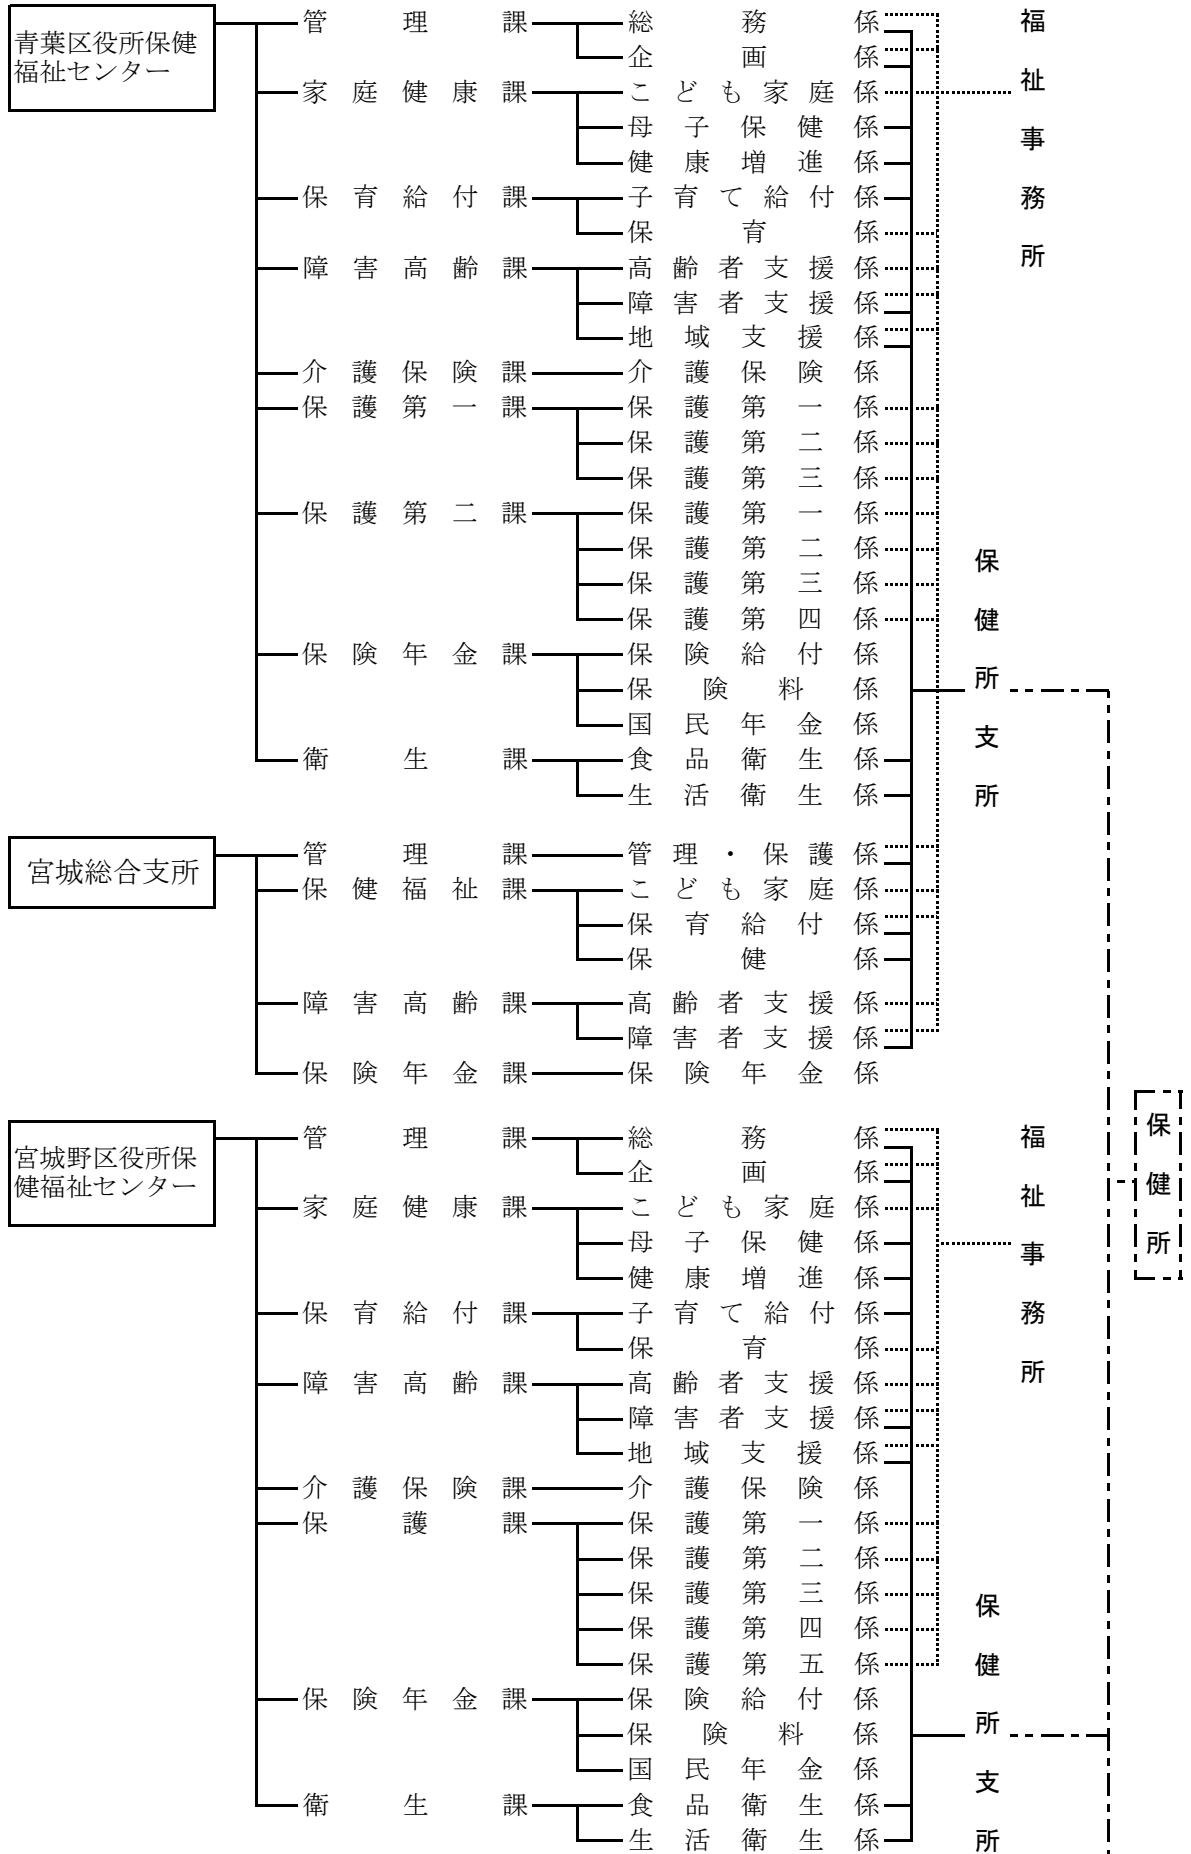 青葉区役所保健
福祉センター
管理課 総務係
企画係
家庭健康課 こども家庭係
母子保健係
健康増進係
保育給付課 子育て給付係
保育係
障害高齢課 高齢者支援係
障害者支援係
地域支援係
介護保険課 介護保険係
保護第一課 保護第一係
保護第二係
保護第三係
保護第二課 保護第一係
保護第二係
保護第三係
保護第四係
保険年金課 保険給付係
保険料係
国民年金係
衛生課 食品衛生係
生活衛生係
福祉事務所
保健所支所
宮城総合支所
管理課 管理・保護係
保健福祉課 こども家庭係
保育給付係
保健係
障害高齢課 高齢者支援係
障害者支援係
保険年金課 保険年金係
宮城野区役所保
健福祉センター
管理課 総務係
企画係
家庭健康課 こども家庭係
母子保健係
健康増進係
保育給付課 子育て給付係
保育係
障害高齢課 高齢者支援係
障害者支援係
地域支援係
介護保険課 介護保険係
保護課 保護第一係
保護第二係
保護第三係
保護第四係
保護第五係
保険年金課 保険給付係
保険料係
国民年金係
衛生課 食品衛生係
生活衛生係
福祉事務所
保健所支所
保健所